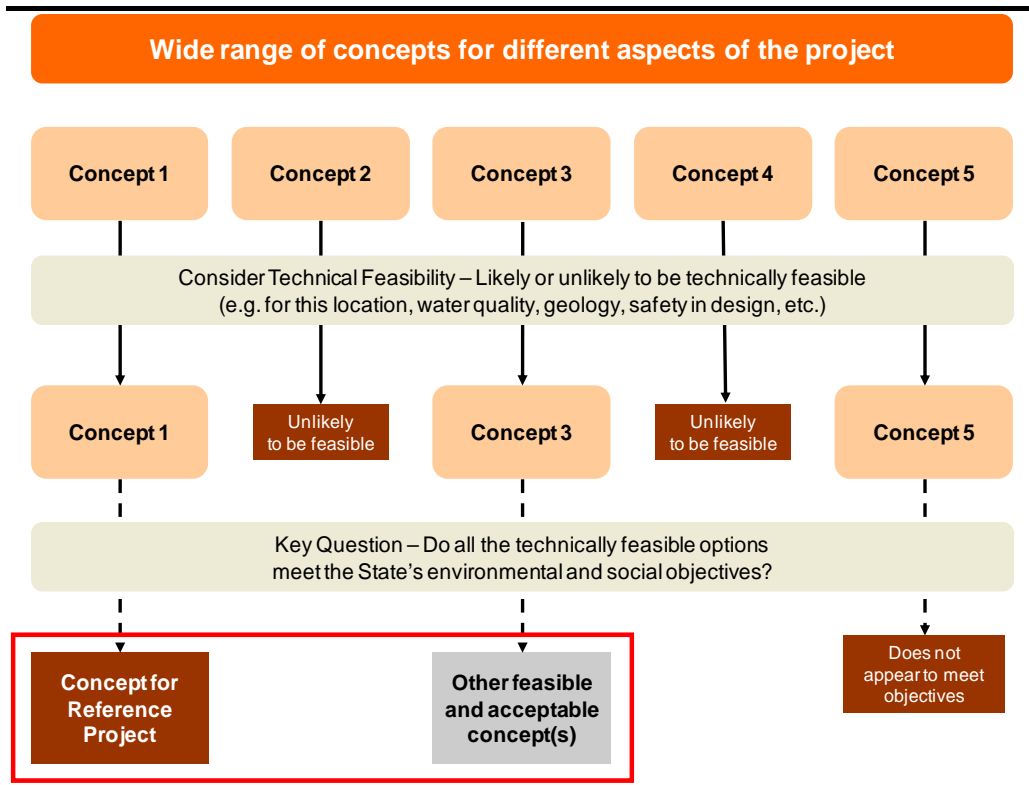 Wide range of concepts for different aspects of the project
Concept 1
Concept 2
Concept 3
Concept 4
Concept 5
Consider Technical Feasibility – Likely or unlikely to be technically feasible
(e.g. for this location, water quality, geology, safety in design, etc.)
Concept 1
Unlikely
to be feasible
Concept 3
Unlikely
to be feasible
Concept 5
Key Question – Do all the technically feasible options
meet the State's environmental and social objectives?
Concept for
Reference
Project
Other feasible
and acceptable
concept(s)
Does not
appear to meet
objectives